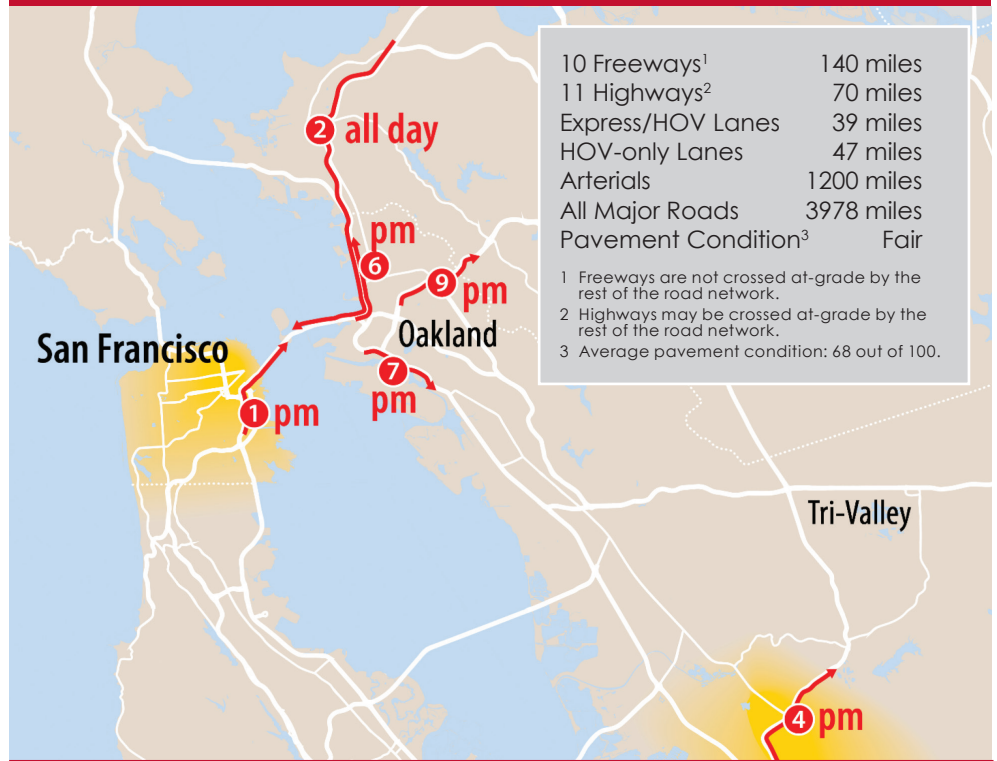 10 Freeways¹ 140 miles
11 Highways² 70 miles
Express/HOV Lanes 39 miles
HOV-only Lanes 47 miles
Arterials 1200 miles
All Major Roads 3978 miles
Pavement Condition³ Fair
1 Freeways are not crossed at-grade by the
rest of the road network.
2 Highways may be crossed at-grade by the
rest of the road network.
3 Average pavement condition: 68 out of 100.
2 all day
pm
6
9 pm
Oakland
San Francisco
7
pm
1 pm
Tri-Valley
4 pm